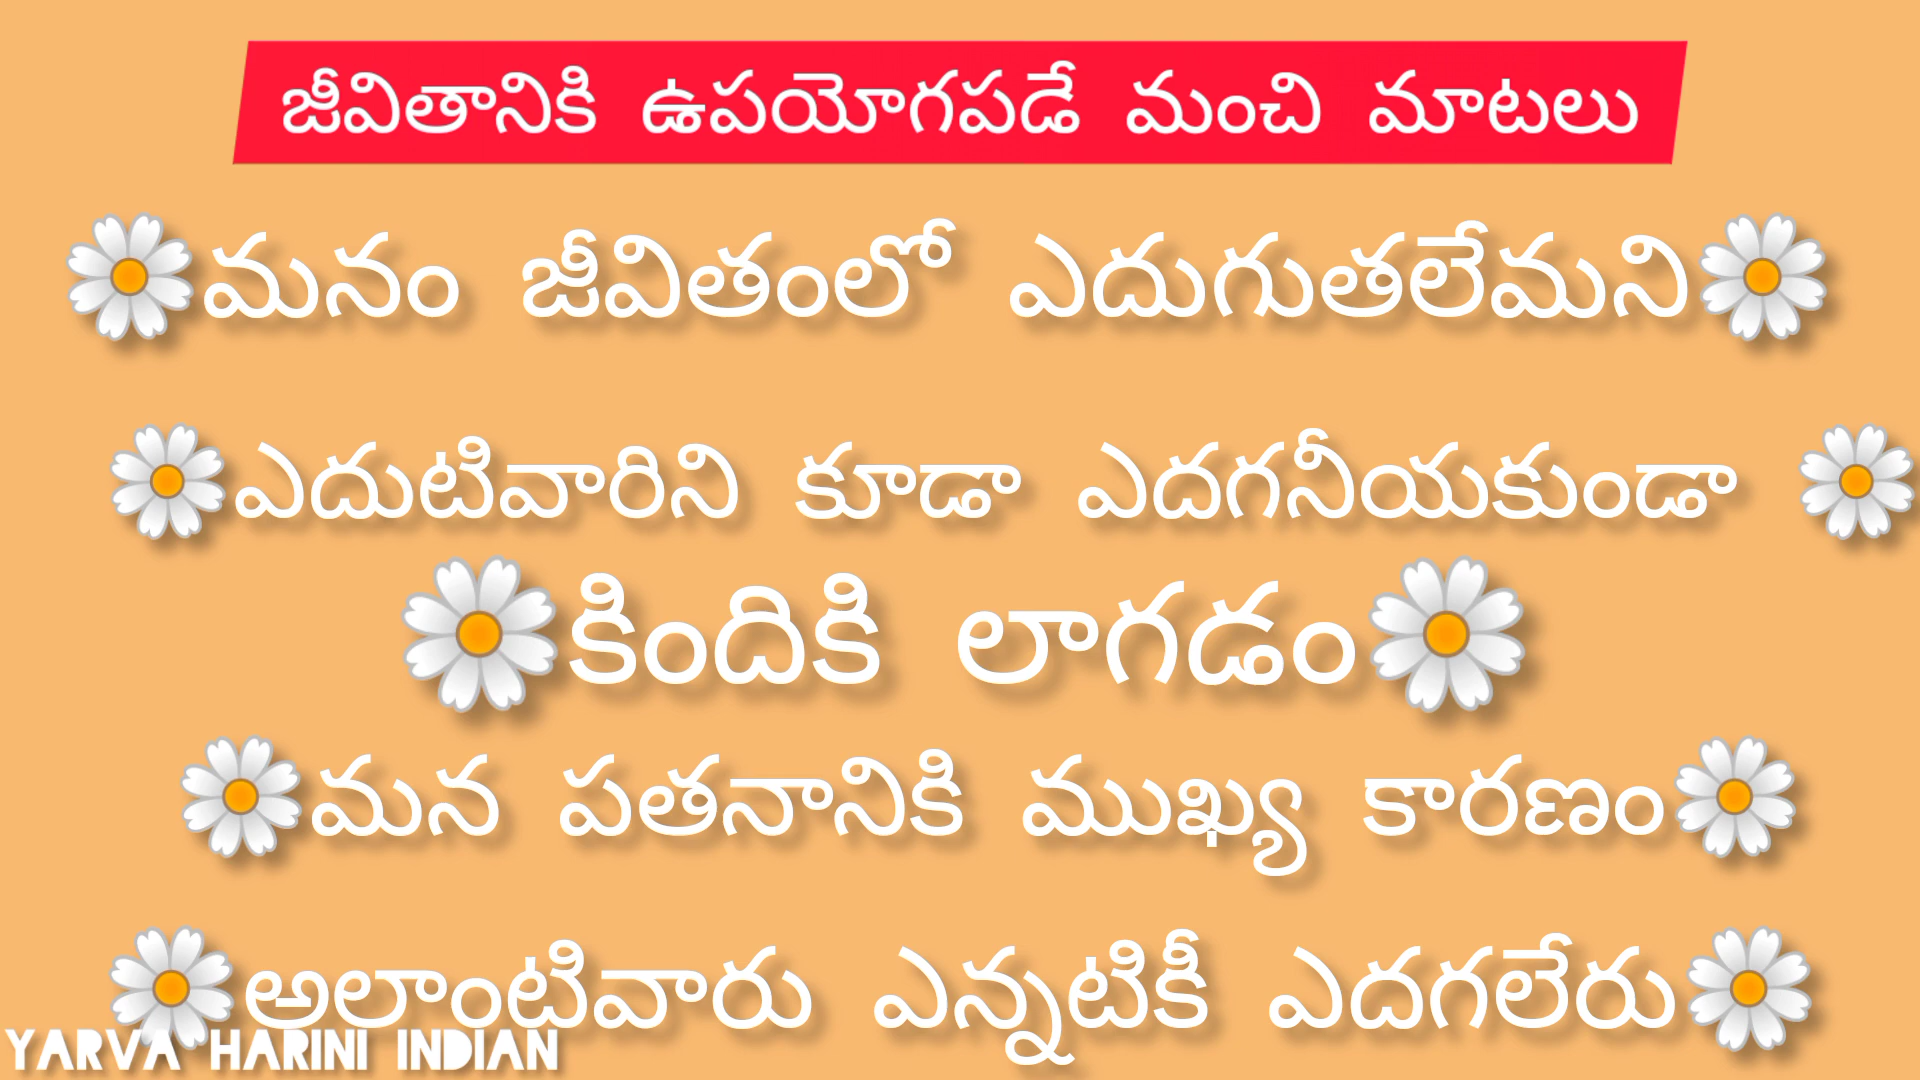 జీవితానికి ఉపయోగపడే మంచి మాటలు
మనం జీవితంలో ఎదుగుతలేమని
ఎదుటివారిని కూడా ఎదగనీయకుండా
కిందికి లాగడం
మన పతనానికి ముఖ్య కారణం
అలాంటివారు ఎన్నటికీ ఎదగలేరు
YARVA HARINI INDIAN